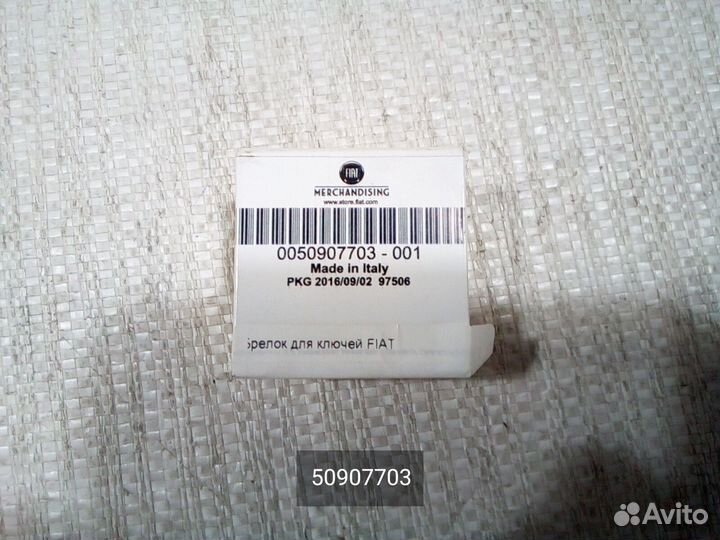 FIAT
MERCHANDISING
www.store.fiat.com
0050907703 - 001
Made in Italy
PKG 2016/09/02 97506
брелок для ключей FIAT
50907703
Avito